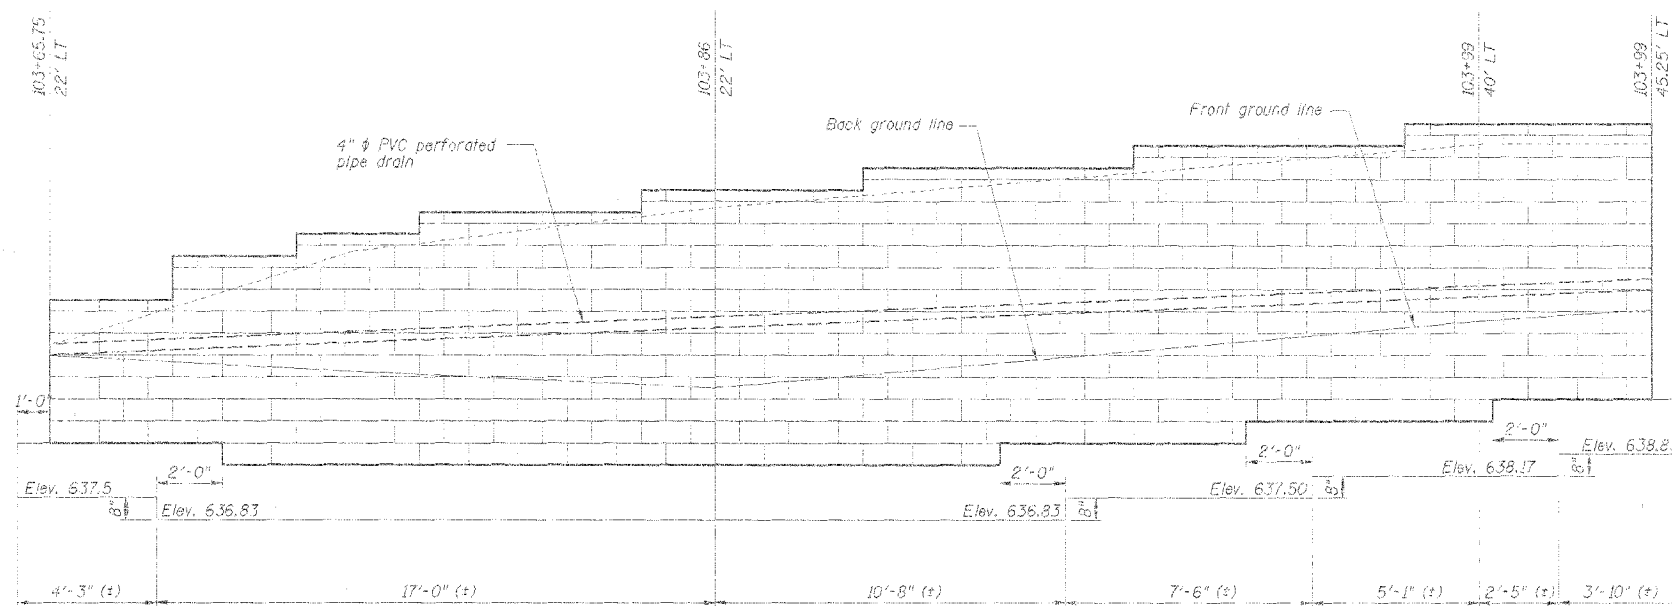 103+65.75
22' LT
103+86
22' LT
103+99
40' LT
103+99
45.25' LT
4" ϕ PVC perforated
pipe drain
Back ground line
Front ground line
1'-0"
2'-0"
2'-0"
2'-0"
2'-0"
Elev. 637.5
8"
Elev. 636.83
Elev. 636.83
8"
Elev. 637.50
8"
Elev. 638.17
8"
Elev. 638.8
4'-3" (±)
17'-0" (±)
10'-8" (±)
7'-6" (±)
5'-1" (±)
2'-5" (±)
3'-10" (±)